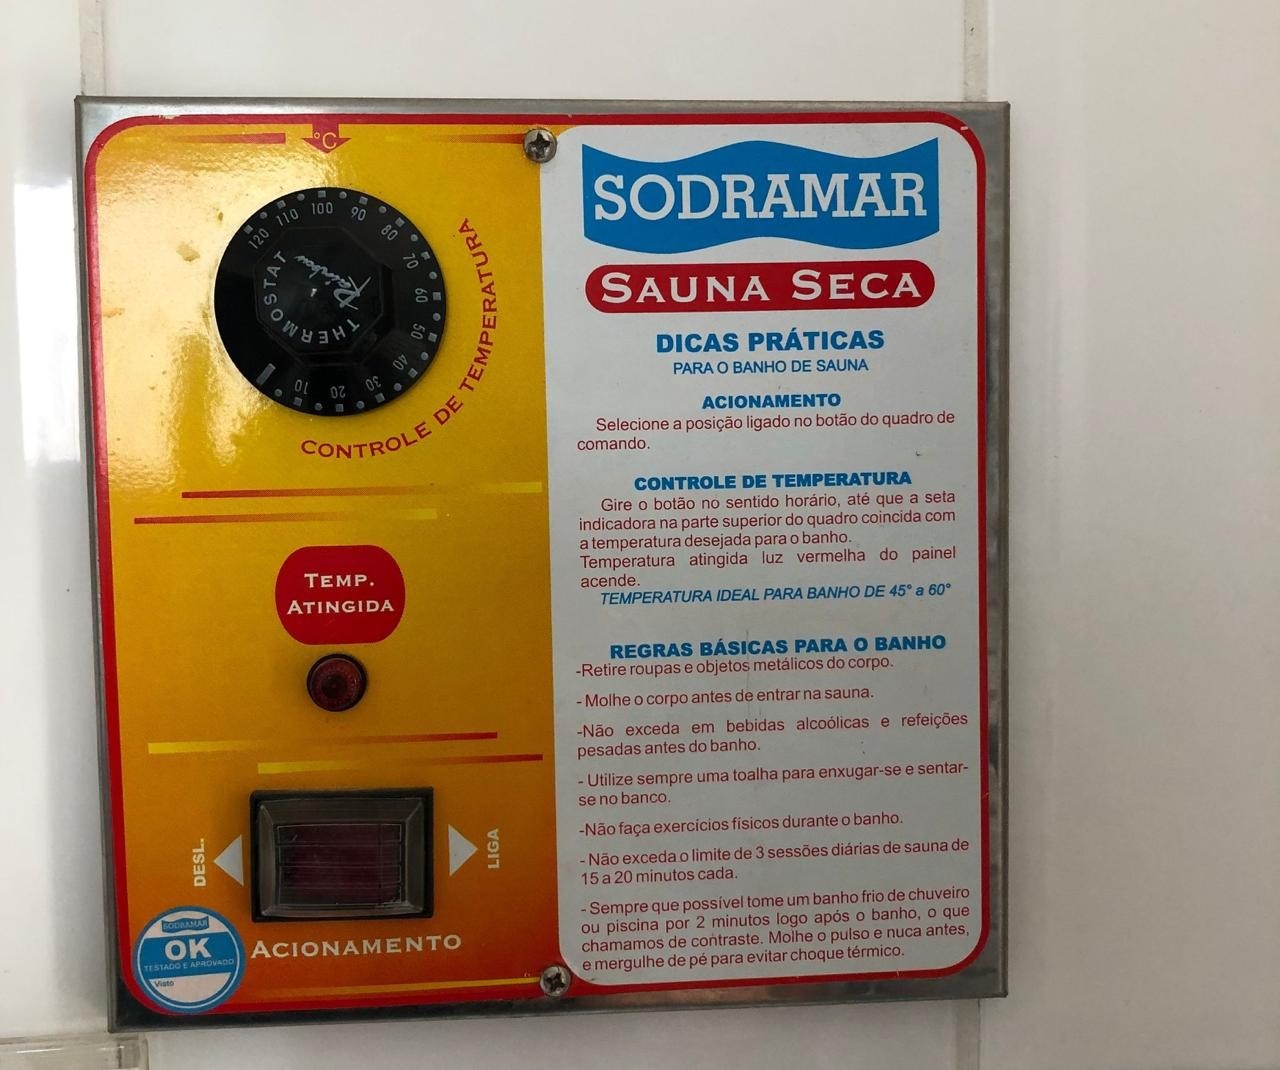 °C
120 110 100 90 80 70 60 50 40 30 20 10
THERMOSTAT
Rainbow
CONTROLE DE TEMPERATURA
TEMP.
ATINGIDA
DESL.
LIGA
ACIONAMENTO
SODRAMAR
OK
TESTADO E APROVADO
Visto
SODRAMAR
SAUNA SECA
DICAS PRÁTICAS
PARA O BANHO DE SAUNA
ACIONAMENTO
Selecione a posição ligado no botão do quadro de
comando.
CONTROLE DE TEMPERATURA
Gire o botão no sentido horário, até que a seta
indicadora na parte superior do quadro coincida com
a temperatura desejada para o banho.
Temperatura atingida luz vermelha do painel
acende.
TEMPERATURA IDEAL PARA BANHO DE 45° a 60°
REGRAS BÁSICAS PARA O BANHO
-Retire roupas e objetos metálicos do corpo.
- Molhe o corpo antes de entrar na sauna.
-Não exceda em bebidas alcoólicas e refeições
pesadas antes do banho.
- Utilize sempre uma toalha para enxugar-se e sentar-
se no banco.
-Não faça exercícios físicos durante o banho.
- Não exceda o limite de 3 sessões diárias de sauna de
15 a 20 minutos cada.
- Sempre que possível tome um banho frio de chuveiro
ou piscina por 2 minutos logo após o banho, o que
chamamos de contraste. Molhe o pulso e nuca antes,
e mergulhe de pé para evitar choque térmico.